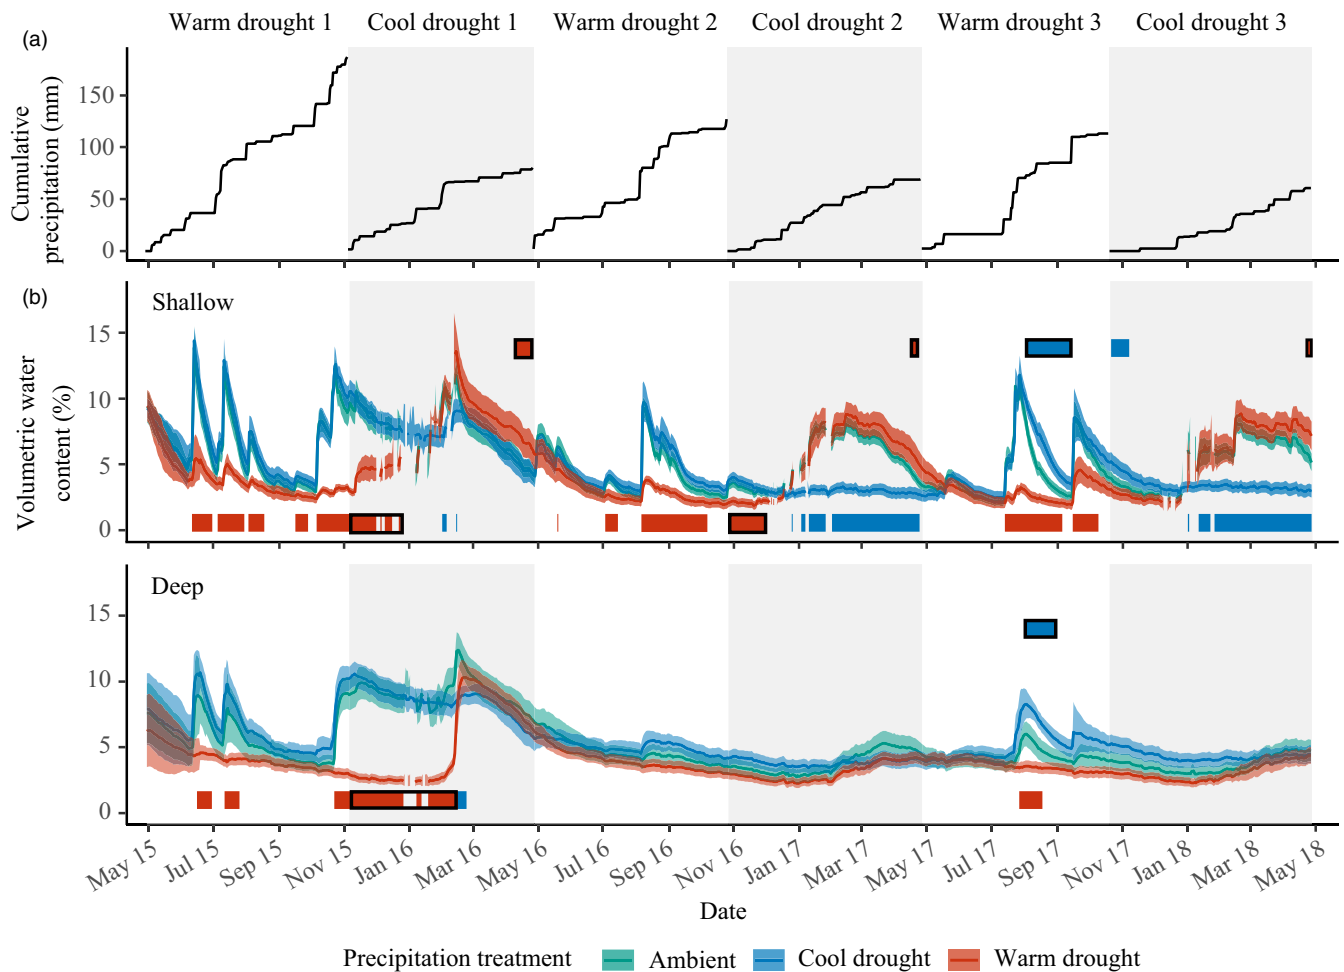 Warm drought 1 Cool drought 1 Warm drought 2 Cool drought 2 Warm drought 3 Cool drought 3
(a)
Cumulative
precipitation (mm)
150
100
50
0
(b)
Shallow
Volumetric water
content (%)
15
10
5
0
Deep
15
10
5
0
May 15 Jul 15 Sep 15 Nov 15 Jan 16 Mar 16 May 16 Jul 16 Sep 16 Nov 16 Jan 17 Mar 17 May 17 Jul 17 Sep 17 Nov 17 Jan 18 Mar 18 May 18
Date
Precipitation treatment Ambient Cool drought Warm drought